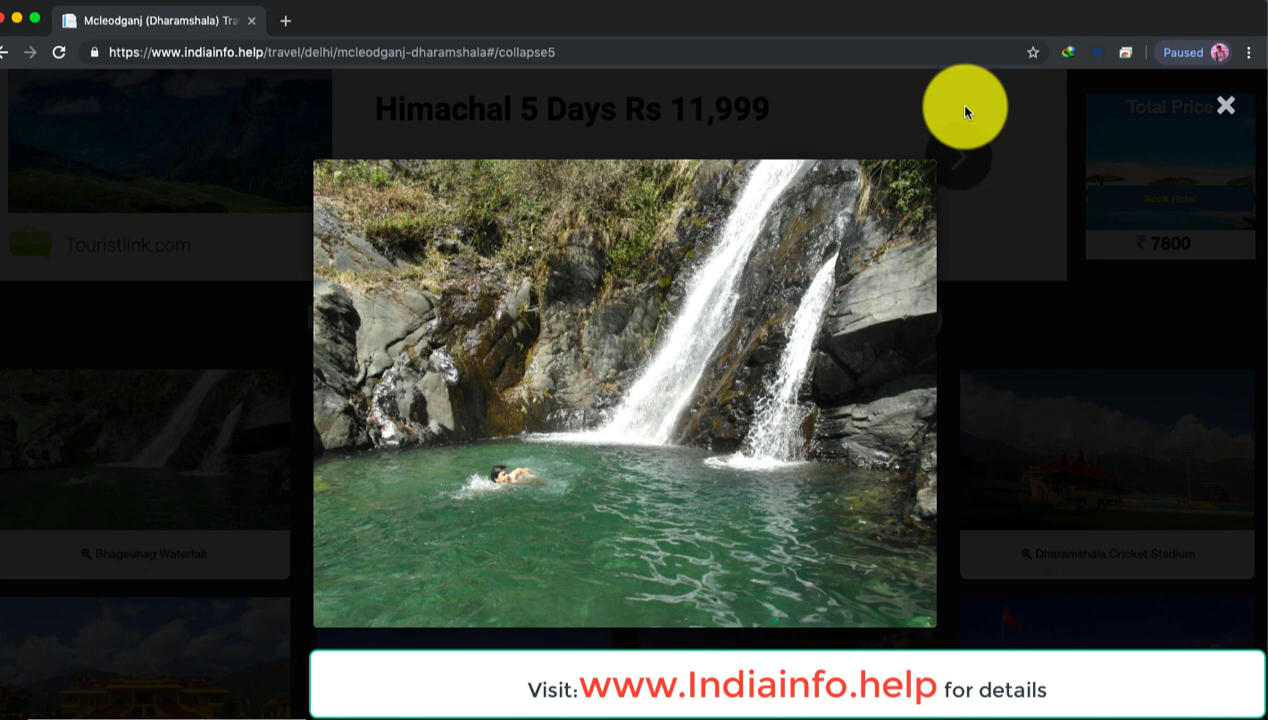 Mcleodganj (Dharamshala) Tra
https://www.indiainfo.help/travel/delhi/mcleodganj-dharamshala#/collapse5
Paused
Himachal 5 Days Rs 11,999
Total Price
Book Hotel
₹ 7800
Touristlink.com
Bhagsunag Waterfall
Dharamshala Cricket Stadium
Visit:www.Indiainfo.help for details